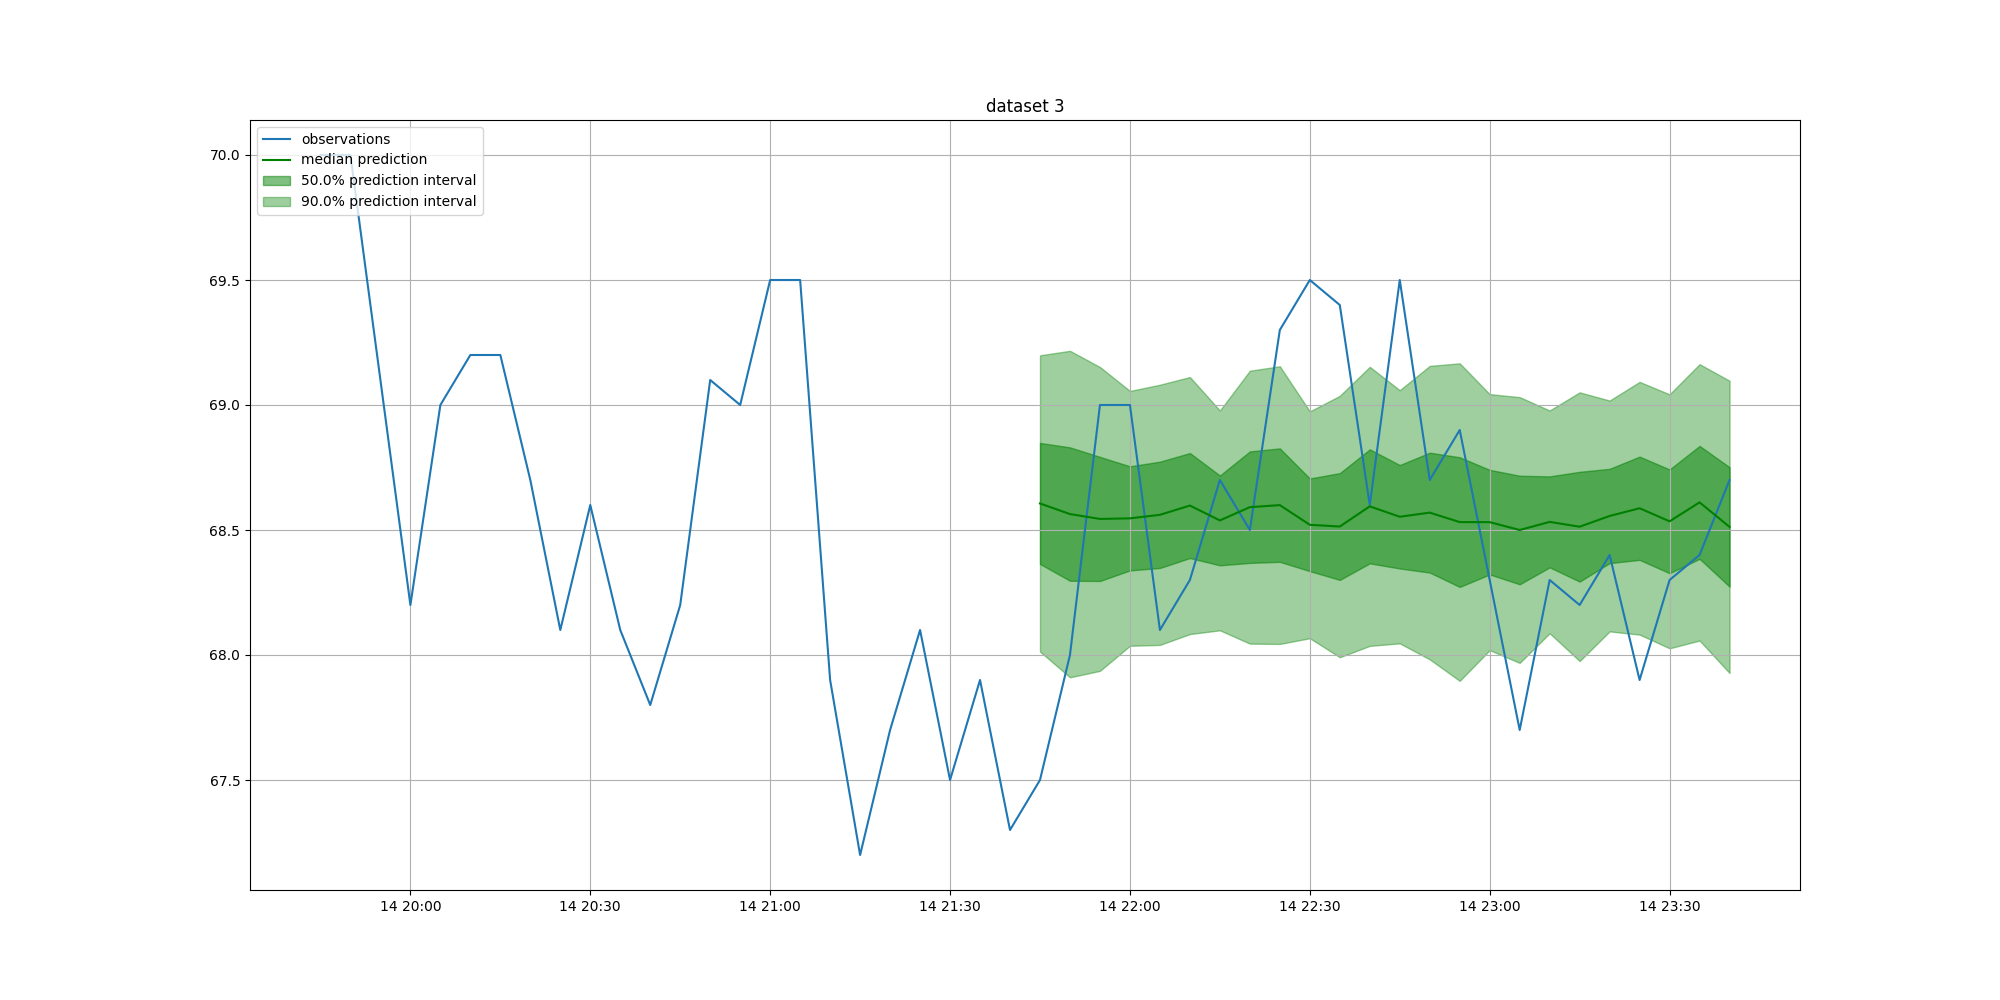 dataset 3
observations
median prediction
50.0% prediction interval
90.0% prediction interval
70.0
69.5
69.0
68.5
68.0
67.5
14 20:00 14 20:30 14 21:00 14 21:30 14 22:00 14 22:30 14 23:00 14 23:30